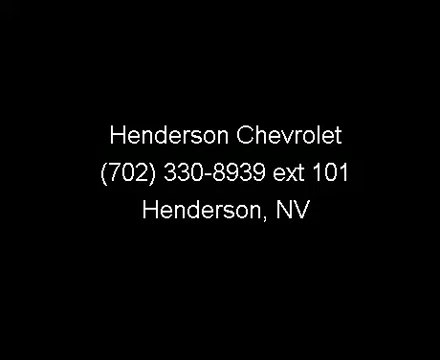 Henderson Chevrolet
(702) 330-8939 ext 101
Henderson, NV